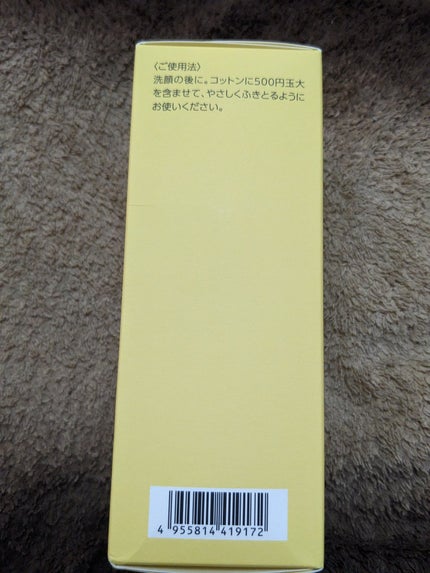 〈ご使用法〉
洗顔の後に。コットンに500円玉大
を含ませて、やさしくふきとるように
お使いください。
4 955814 419172